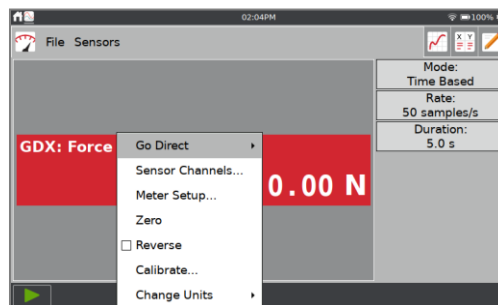 02:04PM
100%
File Sensors
X Y
Mode:
Time Based
Rate:
50 samples/s
Duration:
5.0 s
GDX: Force
0.00 N
Go Direct
Sensor Channels...
Meter Setup...
Zero
Reverse
Calibrate...
Change Units